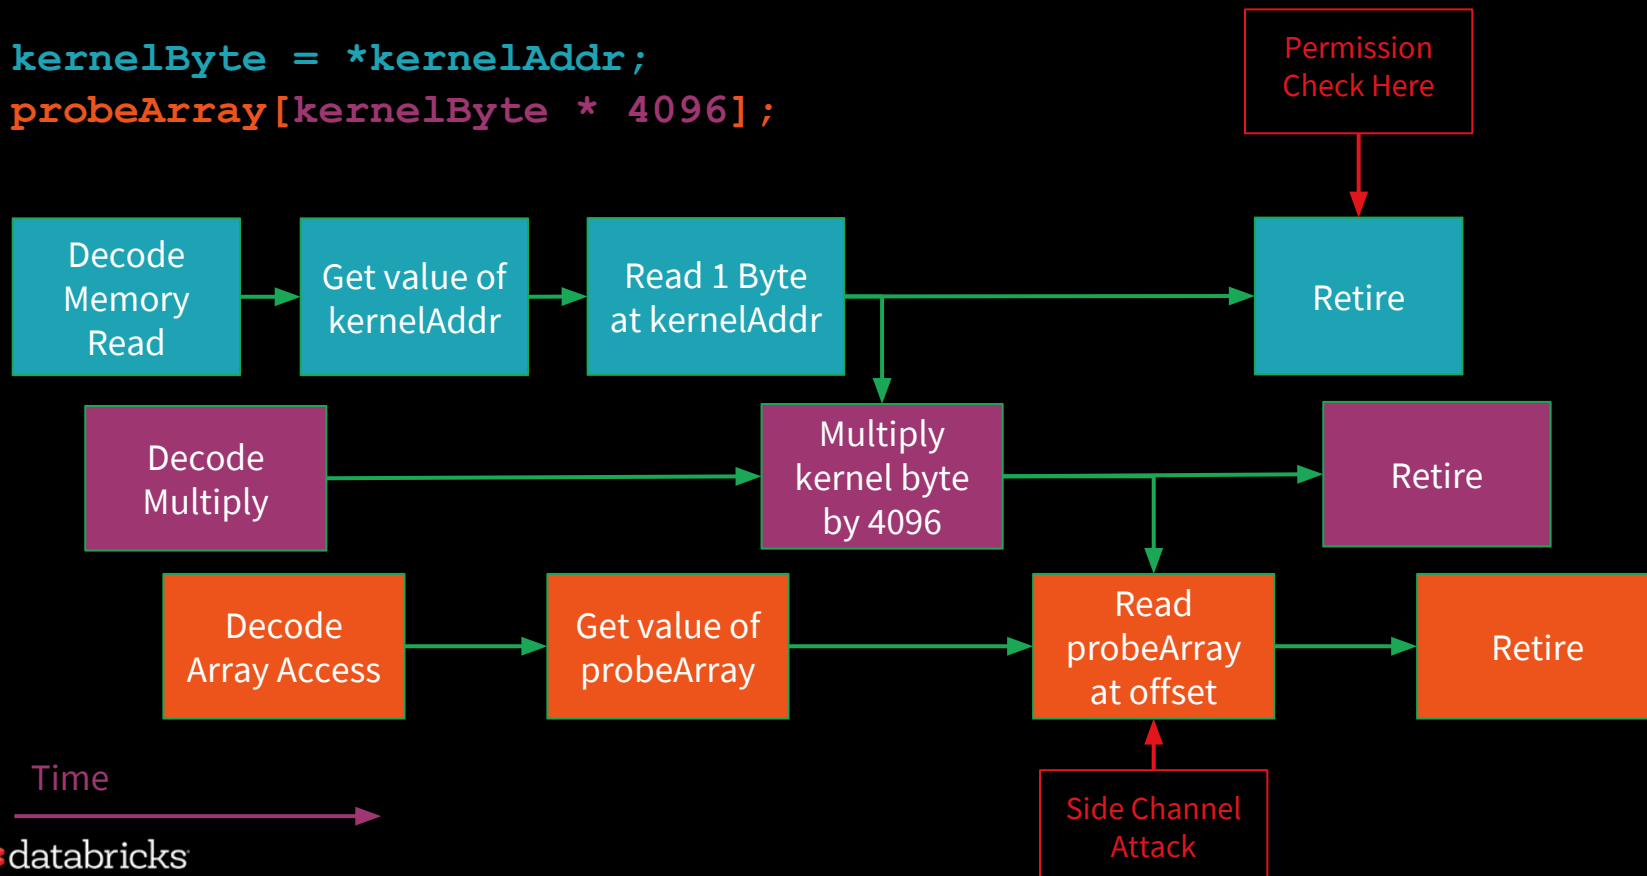 kernelByte = *kernelAddr;
probeArray[kernelByte * 4096];
Permission
Check Here
Decode
Memory
Read
Get value of
kernelAddr
Read 1 Byte
at kernelAddr
Retire
Decode
Multiply
Multiply
kernel byte
by 4096
Retire
Decode
Array Access
Get value of
probeArray
Read
probeArray
at offset
Retire
Time
Side Channel
Attack
databricks